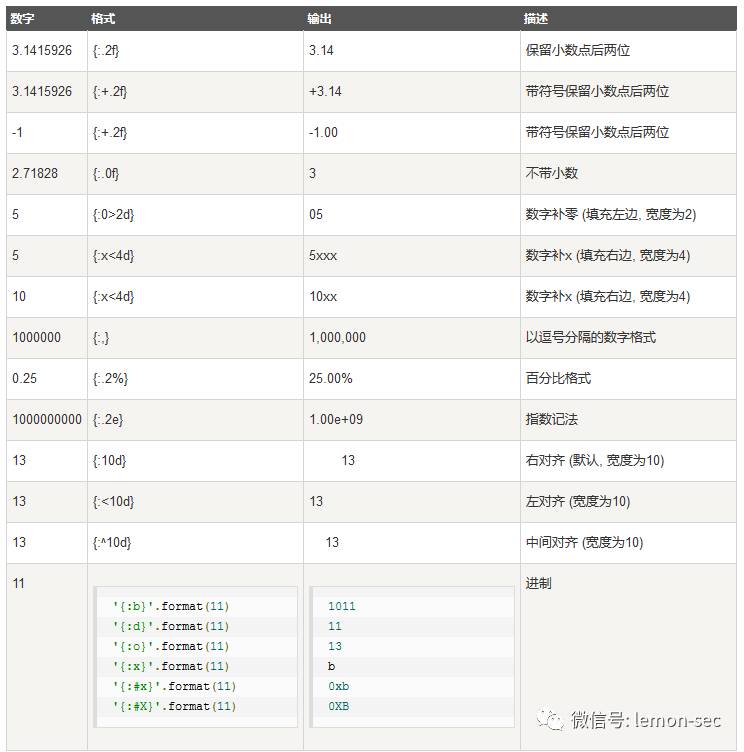 数字 格式 输出 描述
3.1415926 {:.2f} 3.14 保留小数点后两位
3.1415926 {:+.2f} +3.14 带符号保留小数点后两位
-1 {:+.2f} -1.00 带符号保留小数点后两位
2.71828 {:.0f} 3 不带小数
5 {:0>2d} 05 数字补零 (填充左边, 宽度为2)
5 {:x<4d} 5xxx 数字补x (填充右边, 宽度为4)
10 {:x<4d} 10xx 数字补x (填充右边, 宽度为4)
1000000 {:,} 1,000,000 以逗号分隔的数字格式
0.25 {:.2%} 25.00% 百分比格式
1000000000 {:.2e} 1.00e+09 指数记法
13 {:10d} 13 右对齐 (默认, 宽度为10)
13 {:<10d} 13 左对齐 (宽度为10)
13 {:^10d} 13 中间对齐 (宽度为10)
11 进制
'{:b}'.format(11) 1011
'{:d}'.format(11) 11
'{:o}'.format(11) 13
'{:x}'.format(11) b
'{:#x}'.format(11) 0xb
'{:#X}'.format(11) 0XB
微信号: lemon-sec